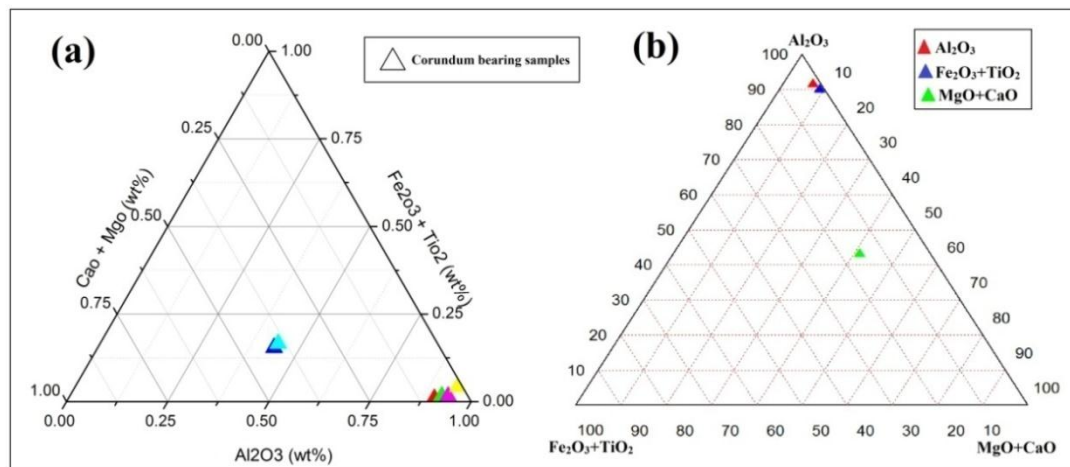 (a)
0.00
1.00
Corundum bearing samples
0.25
0.75
Cao + Mgo (wt%)
Fe2o3 + Tio2 (wt%)
0.50
0.50
0.75
0.25
1.00
0.00
0.00
0.25
0.50
0.75
1.00
Al2O3 (wt%)
(b)
Al₂O₃
Al₂O₃
Fe₂O₃+TiO₂
MgO+CaO
100
10
90
20
80
30
70
40
60
50
50
60
40
70
30
80
20
90
10
100
100 90 80 70 60 50 40 30 20 10
Fe₂O₃+TiO₂
MgO+CaO